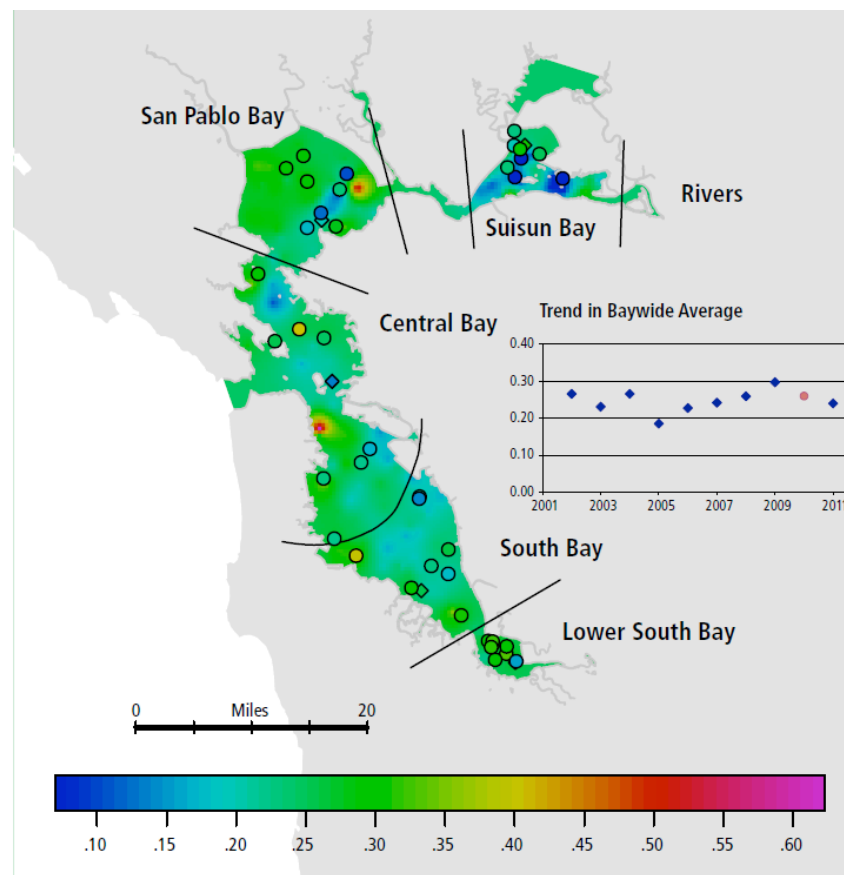 San Pablo Bay
Rivers
Suisun Bay
Central Bay
Trend in Baywide Average
0.40
0.30
0.20
0.10
0.00
2001 2003 2005 2007 2009 2011
South Bay
Lower South Bay
0 Miles 20
.10 .15 .20 .25 .30 .35 .40 .45 .50 .55 .60